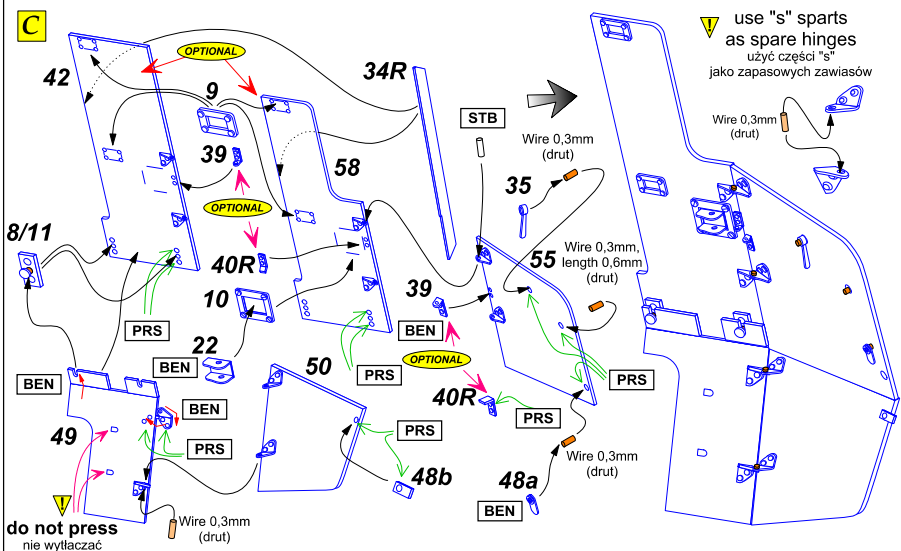 C
42
OPTIONAL
9
39
OPTIONAL
40R
10
22
BEN
8/11
PRS
BEN
BEN
PRS
49
do not press
nie wytłaczać
Wire 0,3mm
(drut)
34R
58
PRS
50
PRS
48b
STB
35
Wire 0,3mm
(drut)
55
Wire 0,3mm,
length 0,6mm
(drut)
39
BEN
OPTIONAL
40R
PRS
PRS
Wire 0,3mm
(drut)
48a
BEN
use "s" sparts
as spare hinges
użyć części "s"
jako zapasowych zawiasów
Wire 0,3mm
(drut)